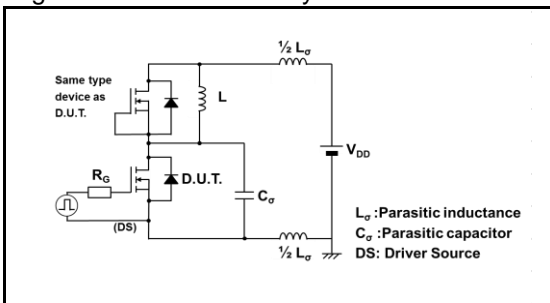 ½ Lσ
Same type
device as
D.U.T.
L
VDD
RG
D.U.T.
Cσ
(DS)
½ Lσ
Lσ :Parasitic inductance
Cσ :Parasitic capacitor
DS: Driver Source